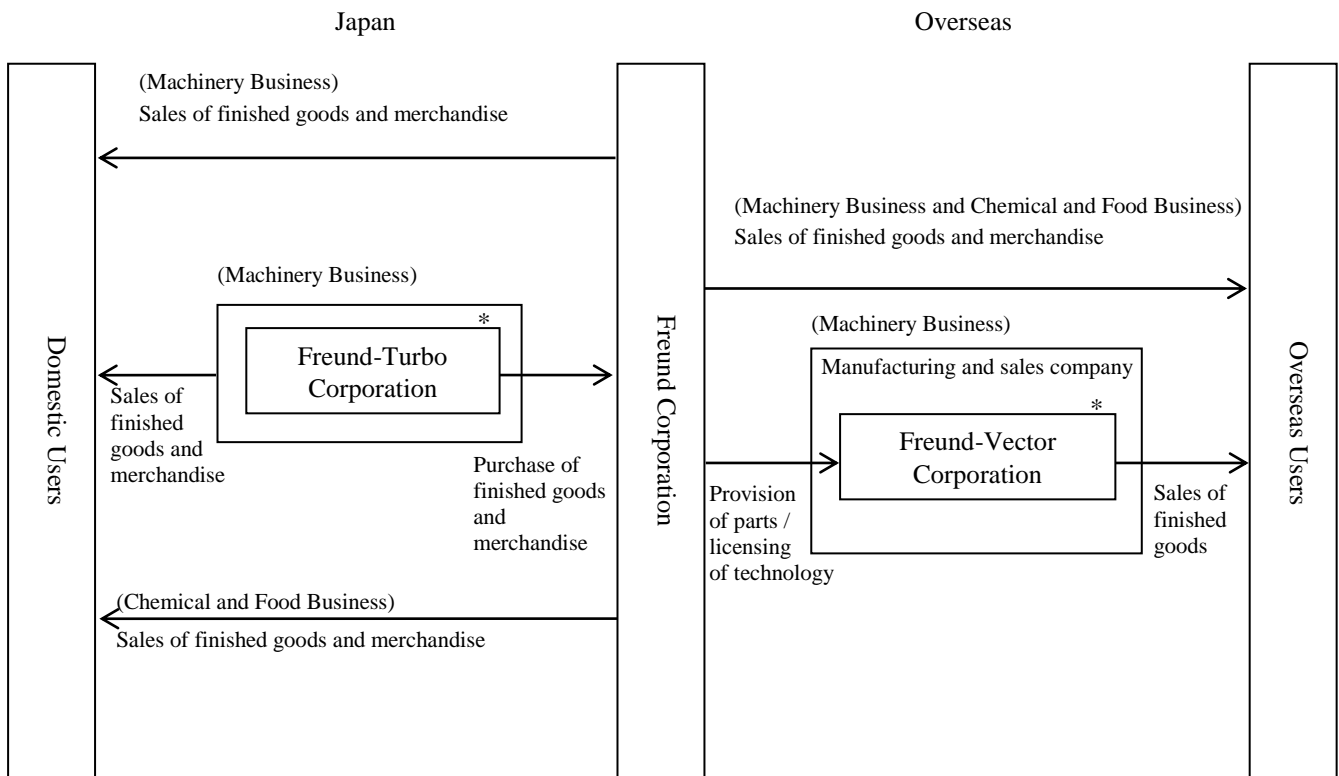 Japan
Overseas
(Machinery Business)
Sales of finished goods and merchandise
(Machinery Business and Chemical and Food Business)
Sales of finished goods and merchandise
(Machinery Business)
*
Freund-Turbo
Corporation
Sales of
finished
goods and
merchandise
Purchase of
finished goods
and
merchandise
(Chemical and Food Business)
Sales of finished goods and merchandise
Domestic Users
Freund Corporation
(Machinery Business)
Manufacturing and sales company
*
Freund-Vector
Corporation
Provision
of parts /
licensing
of technology
Sales of
finished
goods
Overseas Users